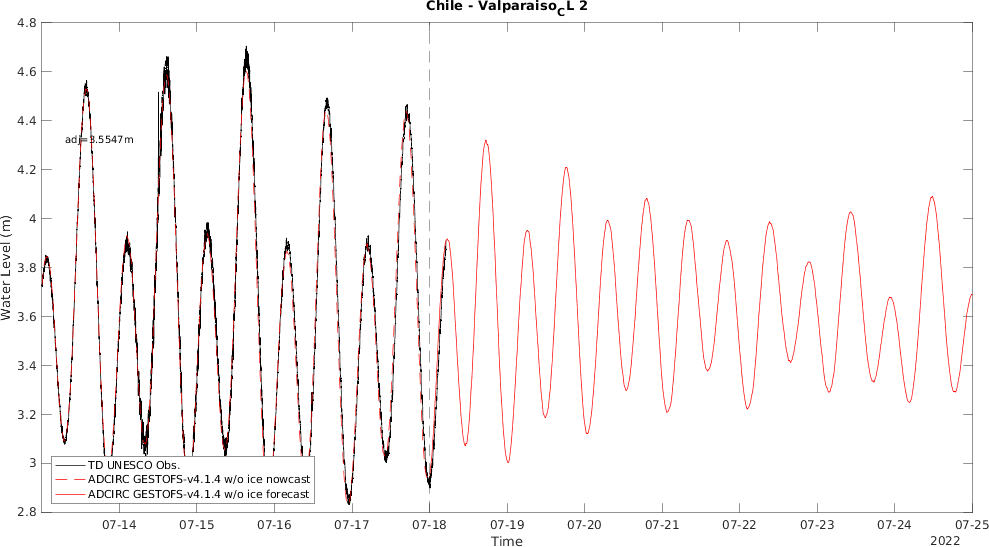 Chile - Valparaiso_CL 2
4.8
4.6
4.4
adj=3.5547m
4.2
4
3.8
Water Level (m)
3.6
3.4
3.2
3
2.8
TD UNESCO Obs.
ADCIRC GESTOFS-v4.1.4 w/o ice nowcast
ADCIRC GESTOFS-v4.1.4 w/o ice forecast
07-14 07-15 07-16 07-17 07-18 07-19 07-20 07-21 07-22 07-23 07-24 07-25
Time
2022